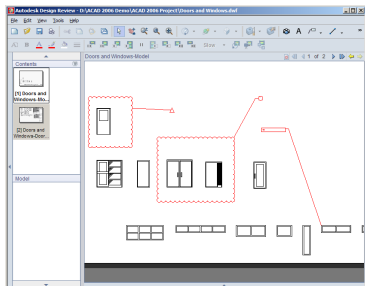 Autodesk Design Review - D:\ACAD 2006 Demo\ACAD 2006 Project\Doors and Windows.dwf
File Edit View Tools Help
Contents
Doors and Windows-Model
1 of 2
[1] Doors and
Windows-Mo...
[2] Doors and
Windows-Door...
Model